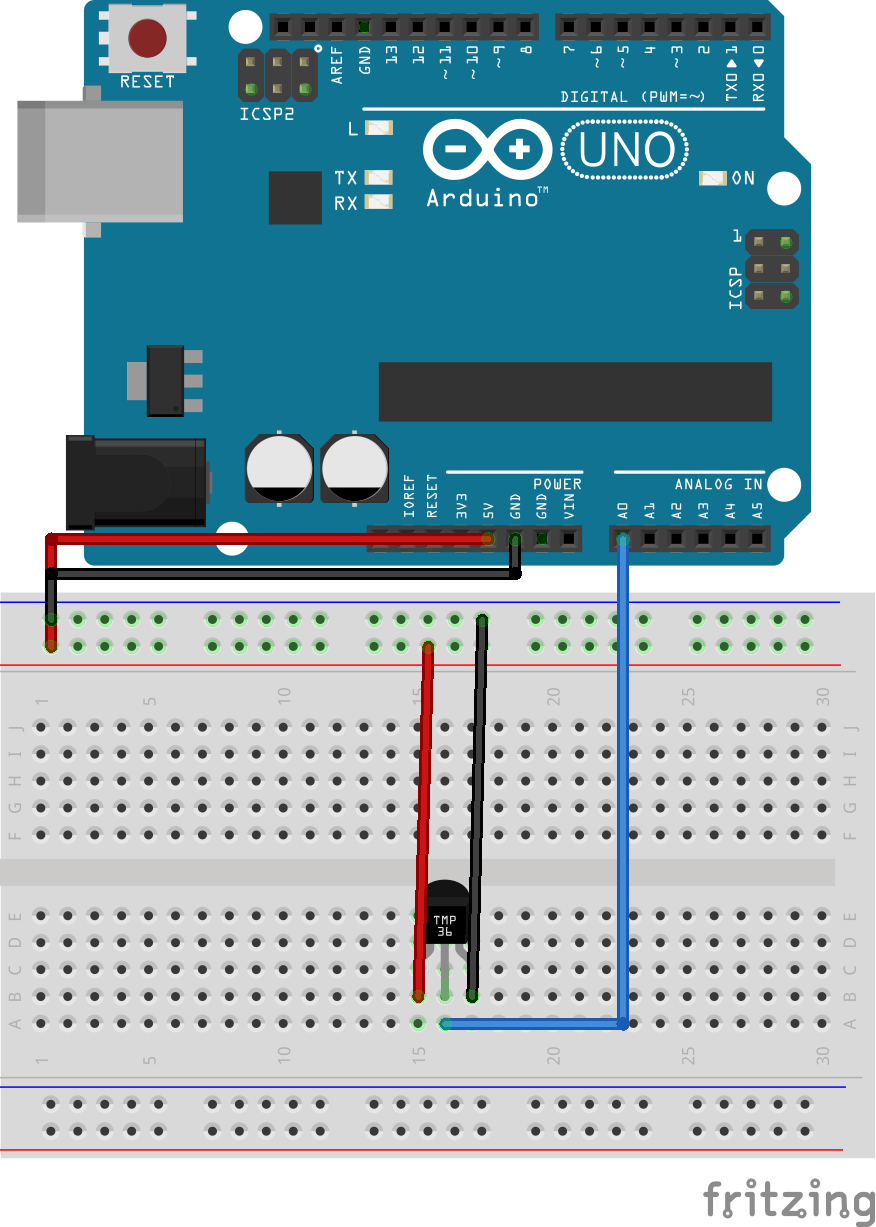 RESET
ICSP2
AREF
GND
13
12
~11
~10
~9
8
7
~6
~5
4
~3
2
TX0▶1
RX0◀0
DIGITAL (PWM=~)
L
TX
RX
UNO
Arduino™
ON
1
ICSP
POWER
ANALOG IN
IOREF
RESET
3V3
5V
GND
GND
VIN
A0
A1
A2
A3
A4
A5
1
5
10
15
20
25
30
J
J
I
I
H
H
G
G
F
F
TMP
36
E
E
D
D
C
C
B
B
A
A
1
5
10
15
20
25
30
fritzing